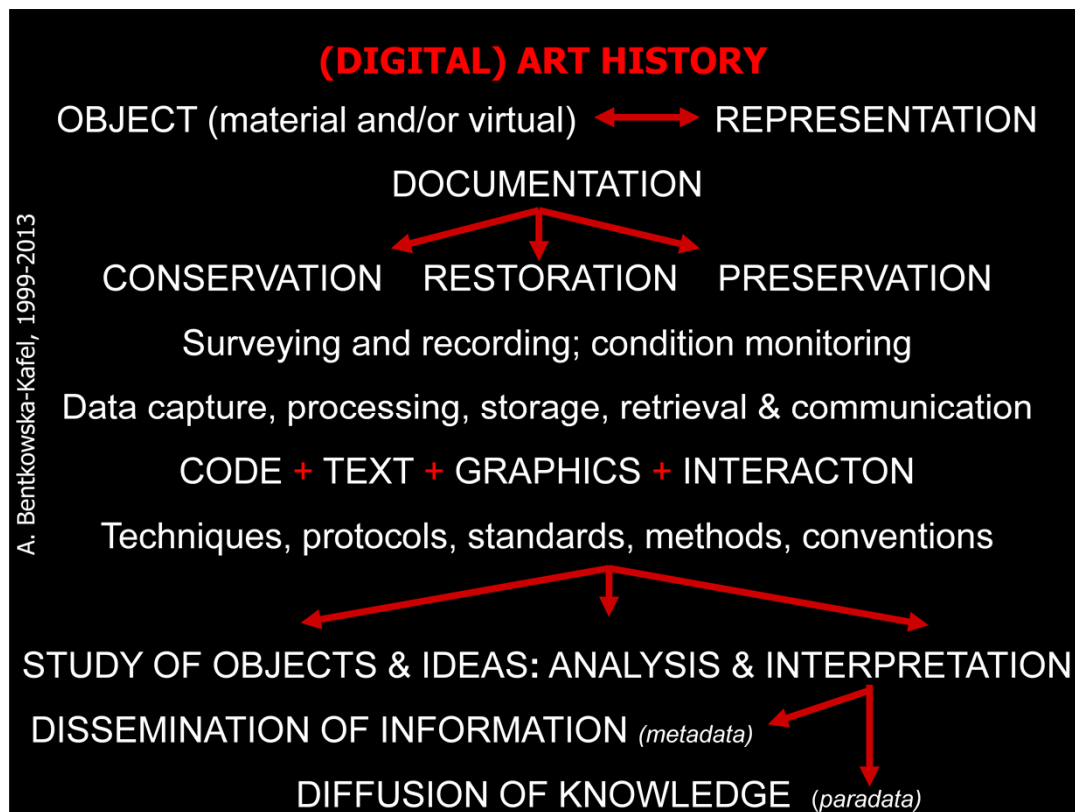 (DIGITAL) ART HISTORY
OBJECT (material and/or virtual) REPRESENTATION
DOCUMENTATION
CONSERVATION RESTORATION PRESERVATION
Surveying and recording; condition monitoring
Data capture, processing, storage, retrieval & communication
CODE + TEXT + GRAPHICS + INTERACTON
Techniques, protocols, standards, methods, conventions
STUDY OF OBJECTS & IDEAS: ANALYSIS & INTERPRETATION
DISSEMINATION OF INFORMATION (metadata)
DIFFUSION OF KNOWLEDGE (paradata)
A. Bentkowska-Kafel, 1999-2013